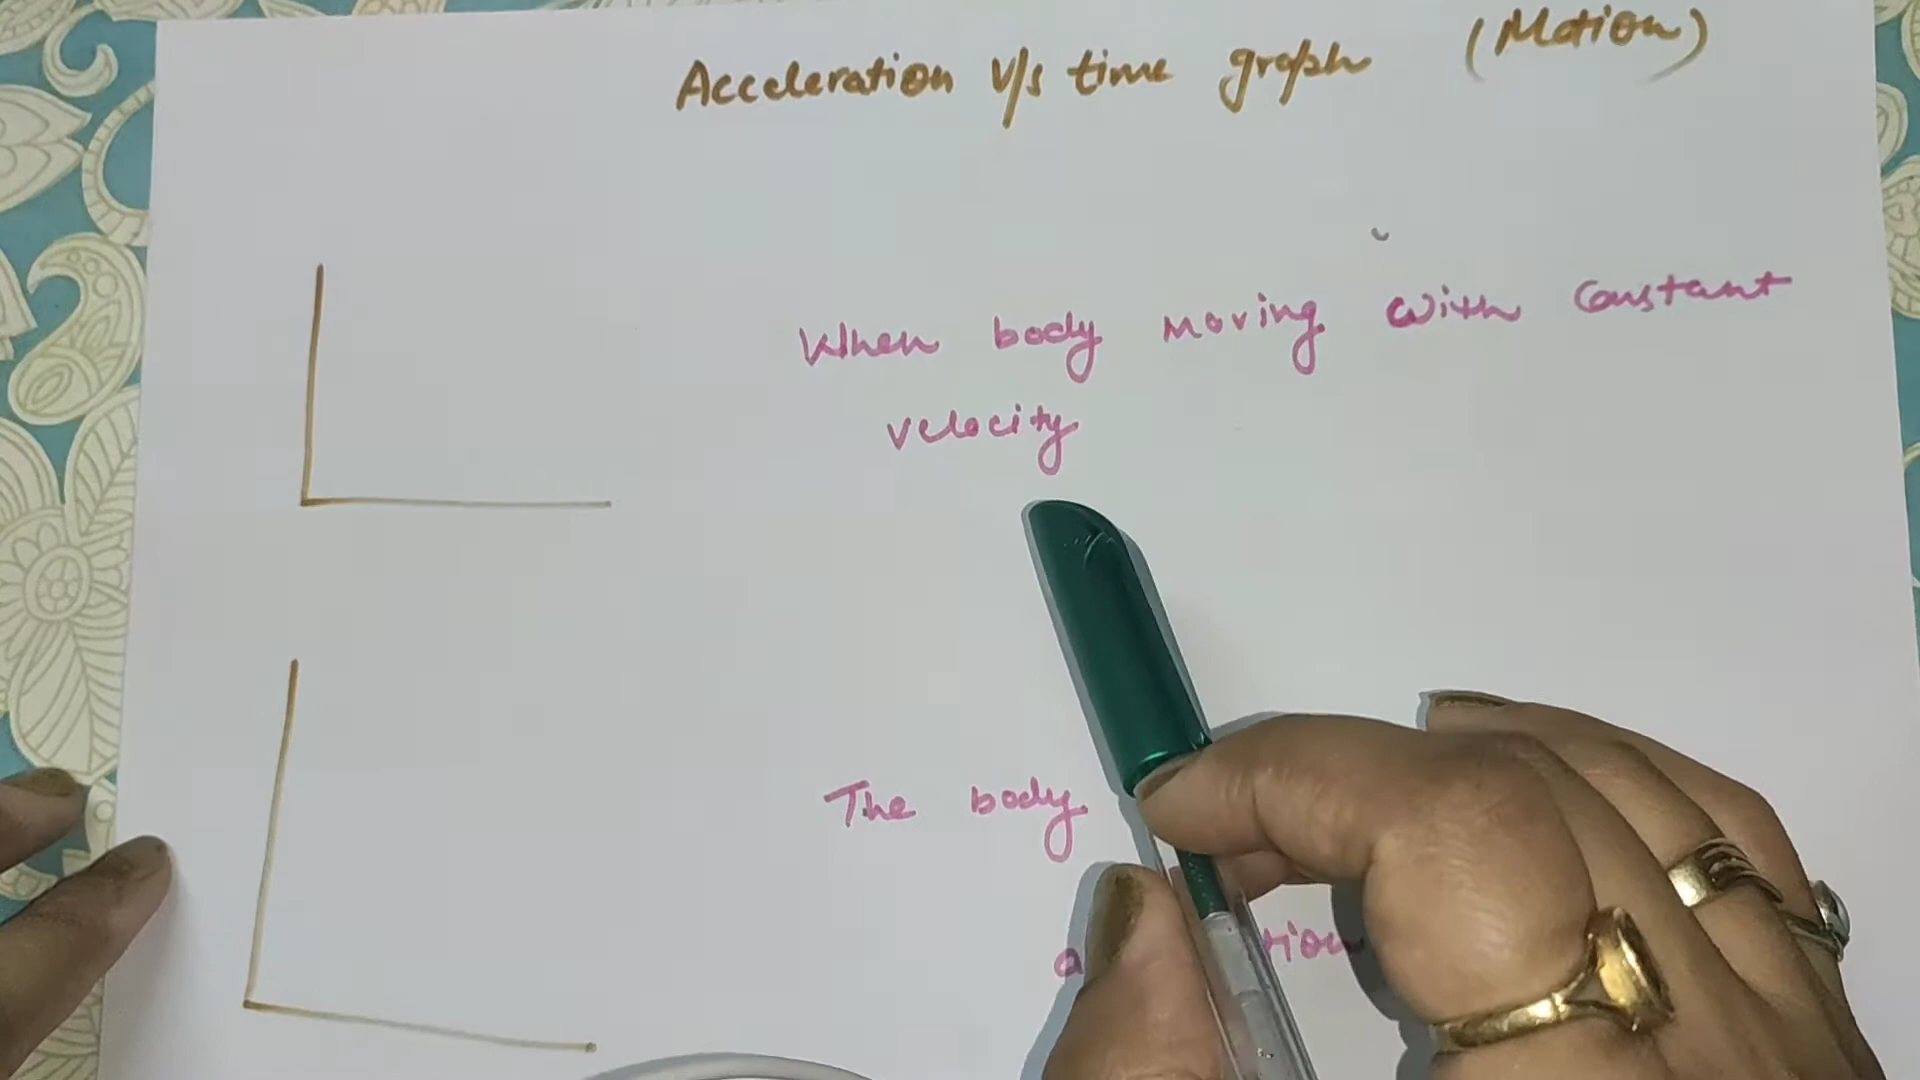 Acceleration v/s time graph (Motion)
When body moving with constant
velocity
The body